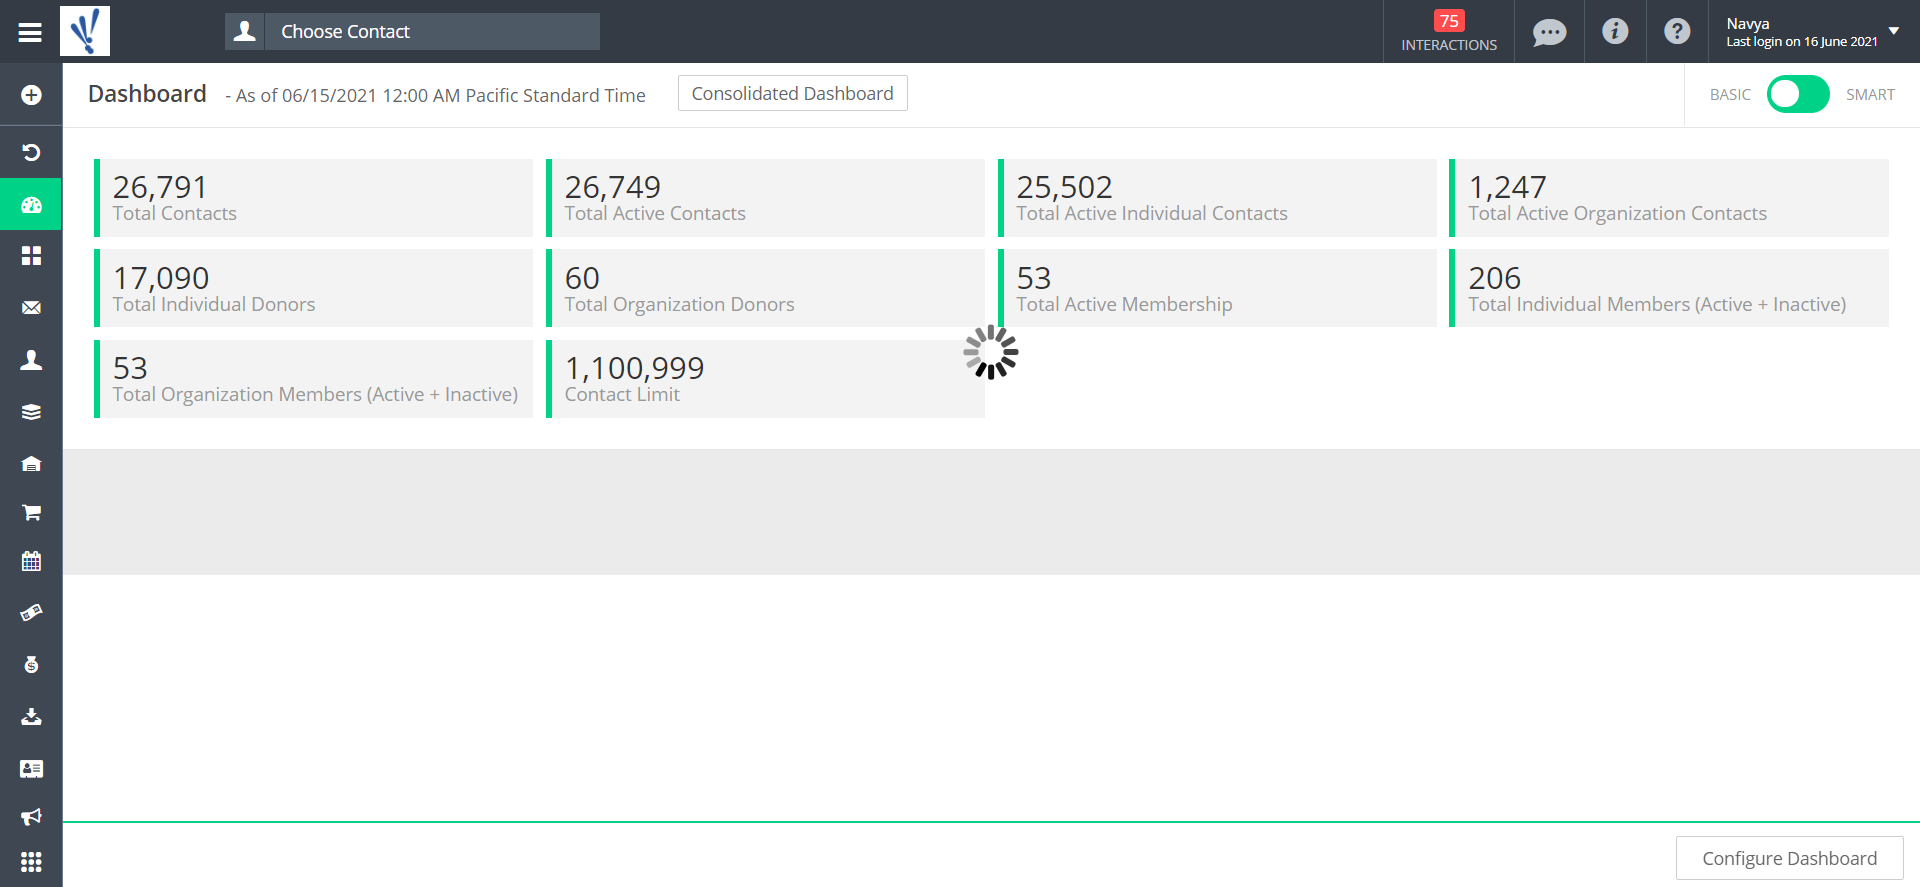 Choose Contact
75
INTERACTIONS
Navya
Last login on 16 June 2021
Dashboard - As of 06/15/2021 12:00 AM Pacific Standard Time
Consolidated Dashboard
BASIC
SMART
26,791
Total Contacts
26,749
Total Active Contacts
25,502
Total Active Individual Contacts
1,247
Total Active Organization Contacts
17,090
Total Individual Donors
60
Total Organization Donors
53
Total Active Membership
206
Total Individual Members (Active + Inactive)
53
Total Organization Members (Active + Inactive)
1,100,999
Contact Limit
Configure Dashboard